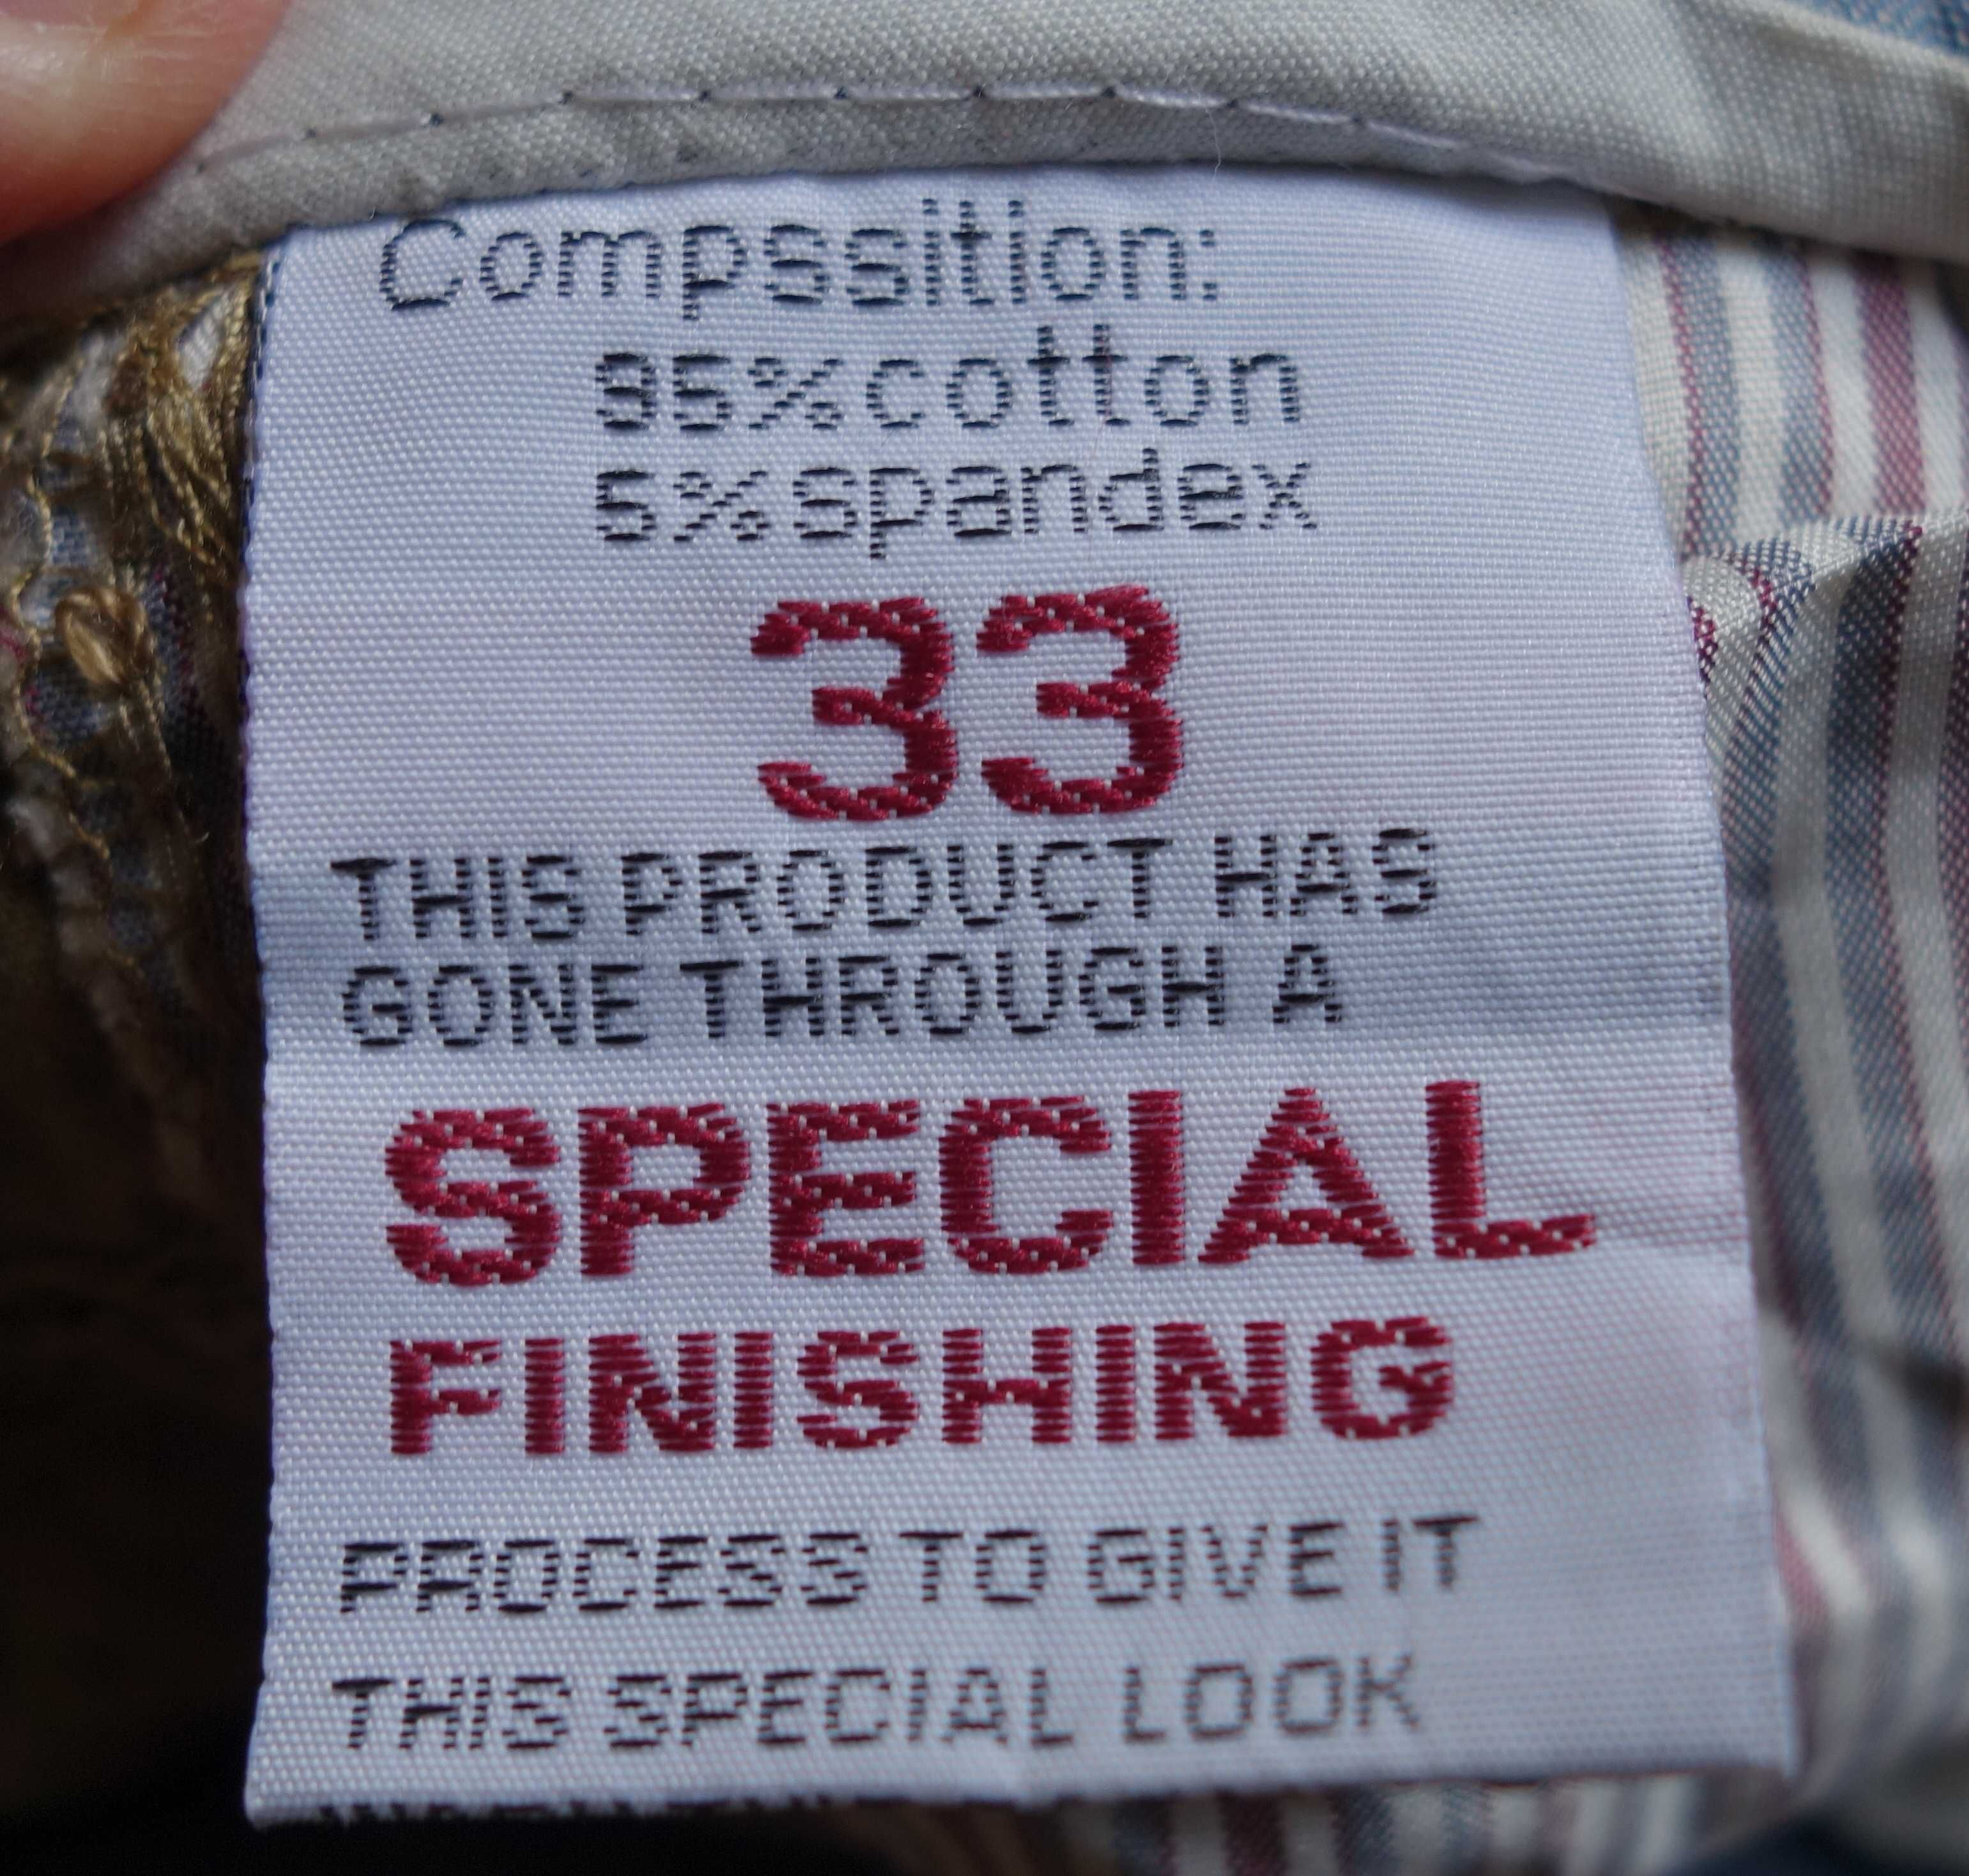 Compssition:
95%cotton
5%spandex
33
THIS PRODUCT HAS
GONE THROUGH A
SPECIAL
FINISHING
PROCESS TO GIVE IT
THIS SPECIAL LOOK